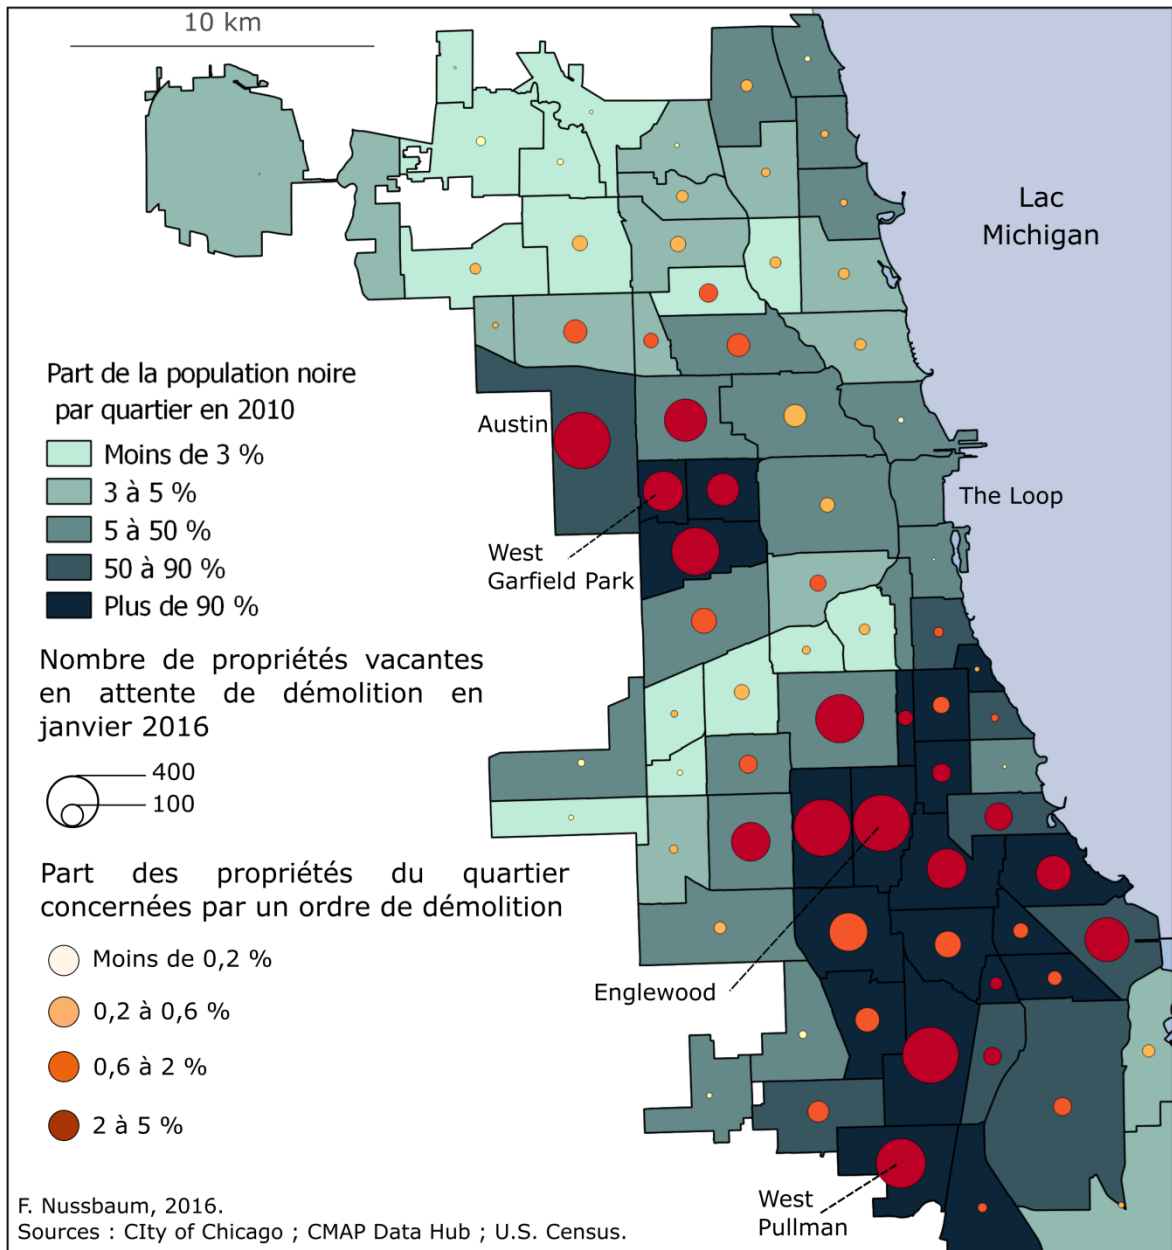 10 km
Lac
Michigan
Part de la population noire
par quartier en 2010
Moins de 3 %
3 à 5 %
5 à 50 %
50 à 90 %
Plus de 90 %
Austin
The Loop
West
Garfield Park
Nombre de propriétés vacantes
en attente de démolition en
janvier 2016
400
100
Part des propriétés du quartier
concernées par un ordre de démolition
Moins de 0,2 %
0,2 à 0,6 %
0,6 à 2 %
2 à 5 %
Englewood
West
Pullman
F. Nussbaum, 2016.
Sources : CIty of Chicago ; CMAP Data Hub ; U.S. Census.